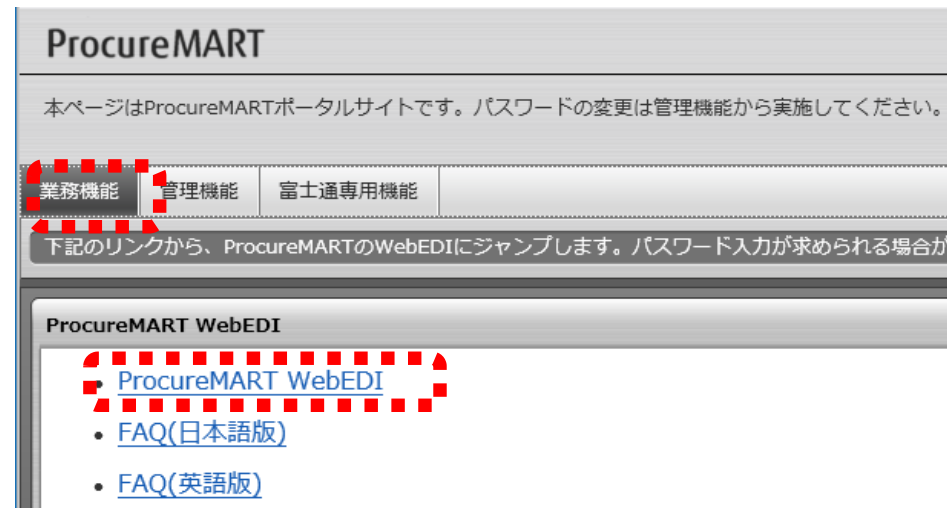 ProcureMART
本ページはProcureMARTポータルサイトです。パスワードの変更は管理機能から実施してください。
業務機能 管理機能 富士通専用機能
下記のリンクから、ProcureMARTのWebEDIにジャンプします。パスワード入力が求められる場合が
ProcureMART WebEDI
• ProcureMART WebEDI
• FAQ(日本語版)
• FAQ(英語版)